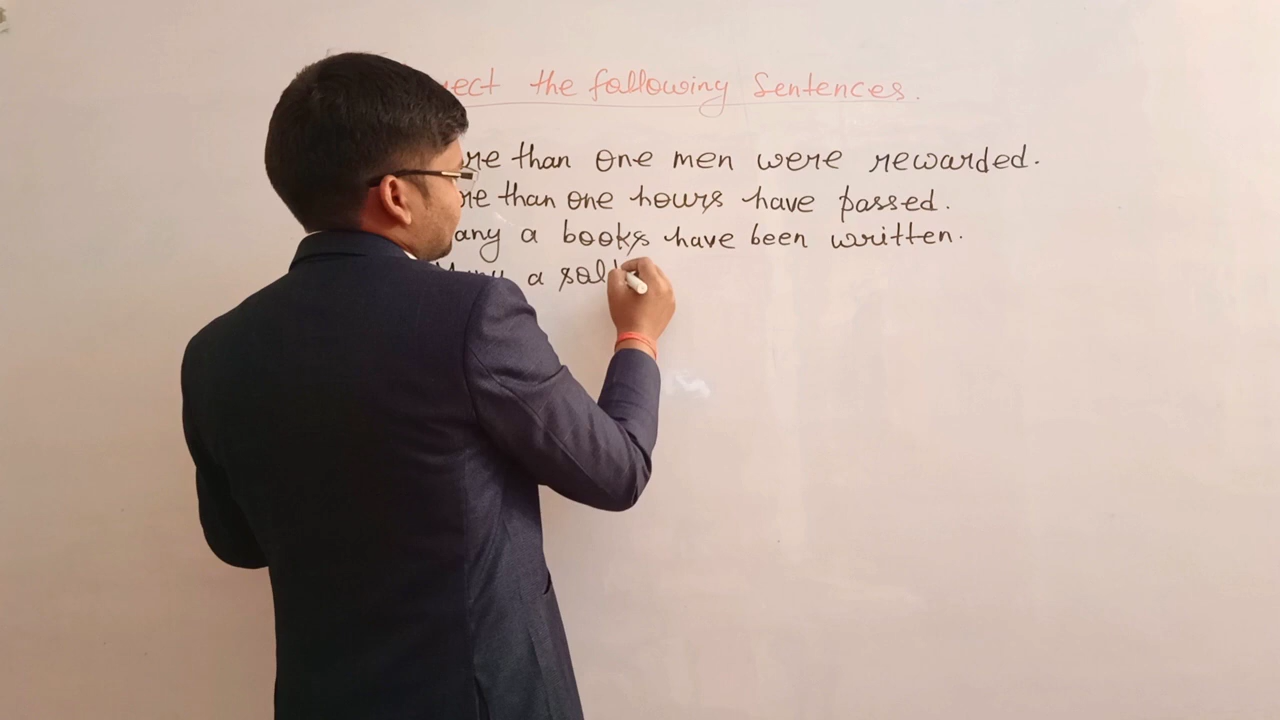 the following Sentences.
than one men were rewarded.
than one hours have passed.
a books have been written.
a